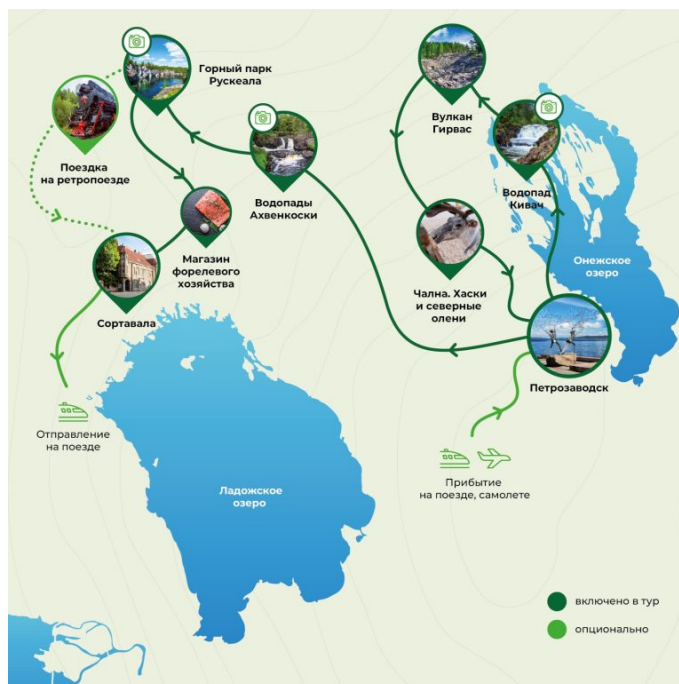 Горный парк
Рускеала
Вулкан
Гирвас
Поездка
на ретропоезде
Водопады
Ахвенкоски
Водопад
Кивач
Магазин
форелевого
хозяйства
Онежское
озеро
Чална. Хаски
и северные
олени
Сортавала
Петрозаводск
Отправление
на поезде
Прибытие
на поезде, самолете
Ладожское
озеро
включено в тур
опционально